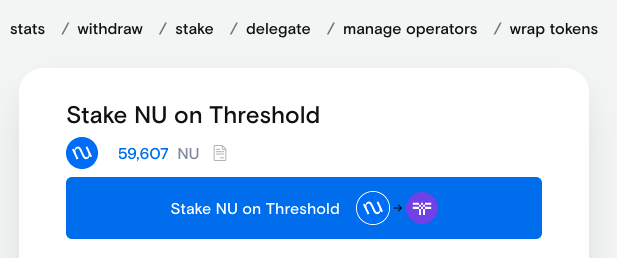 stats / withdraw / stake / delegate / manage operators / wrap tokens
Stake NU on Threshold
59,607 NU
Stake NU on Threshold